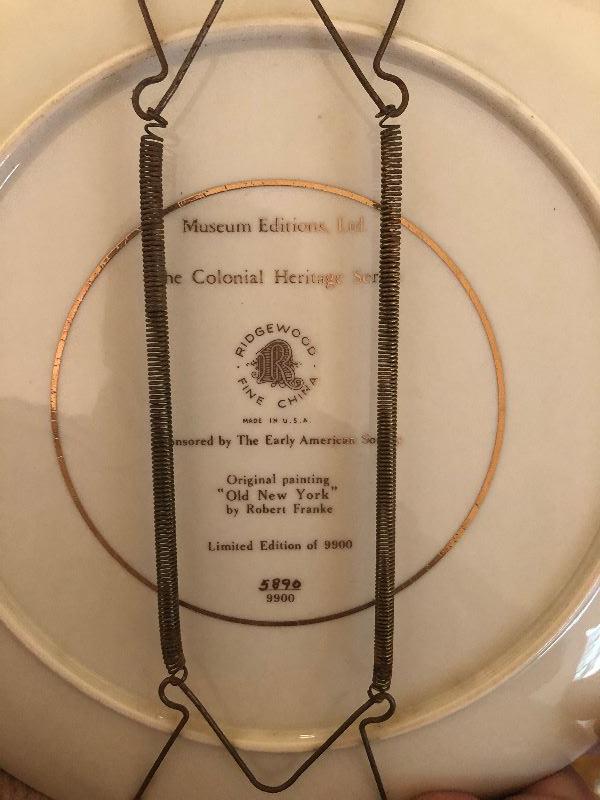 Museum Editions, Ltd.
he Colonial Heritage Ser
RIDGEWOOD
R
FINE CHINA
MADE IN U.S.A.
onsored by The Early American So
Original painting
"Old New York"
by Robert Franke
Limited Edition of 9900
5890
9900